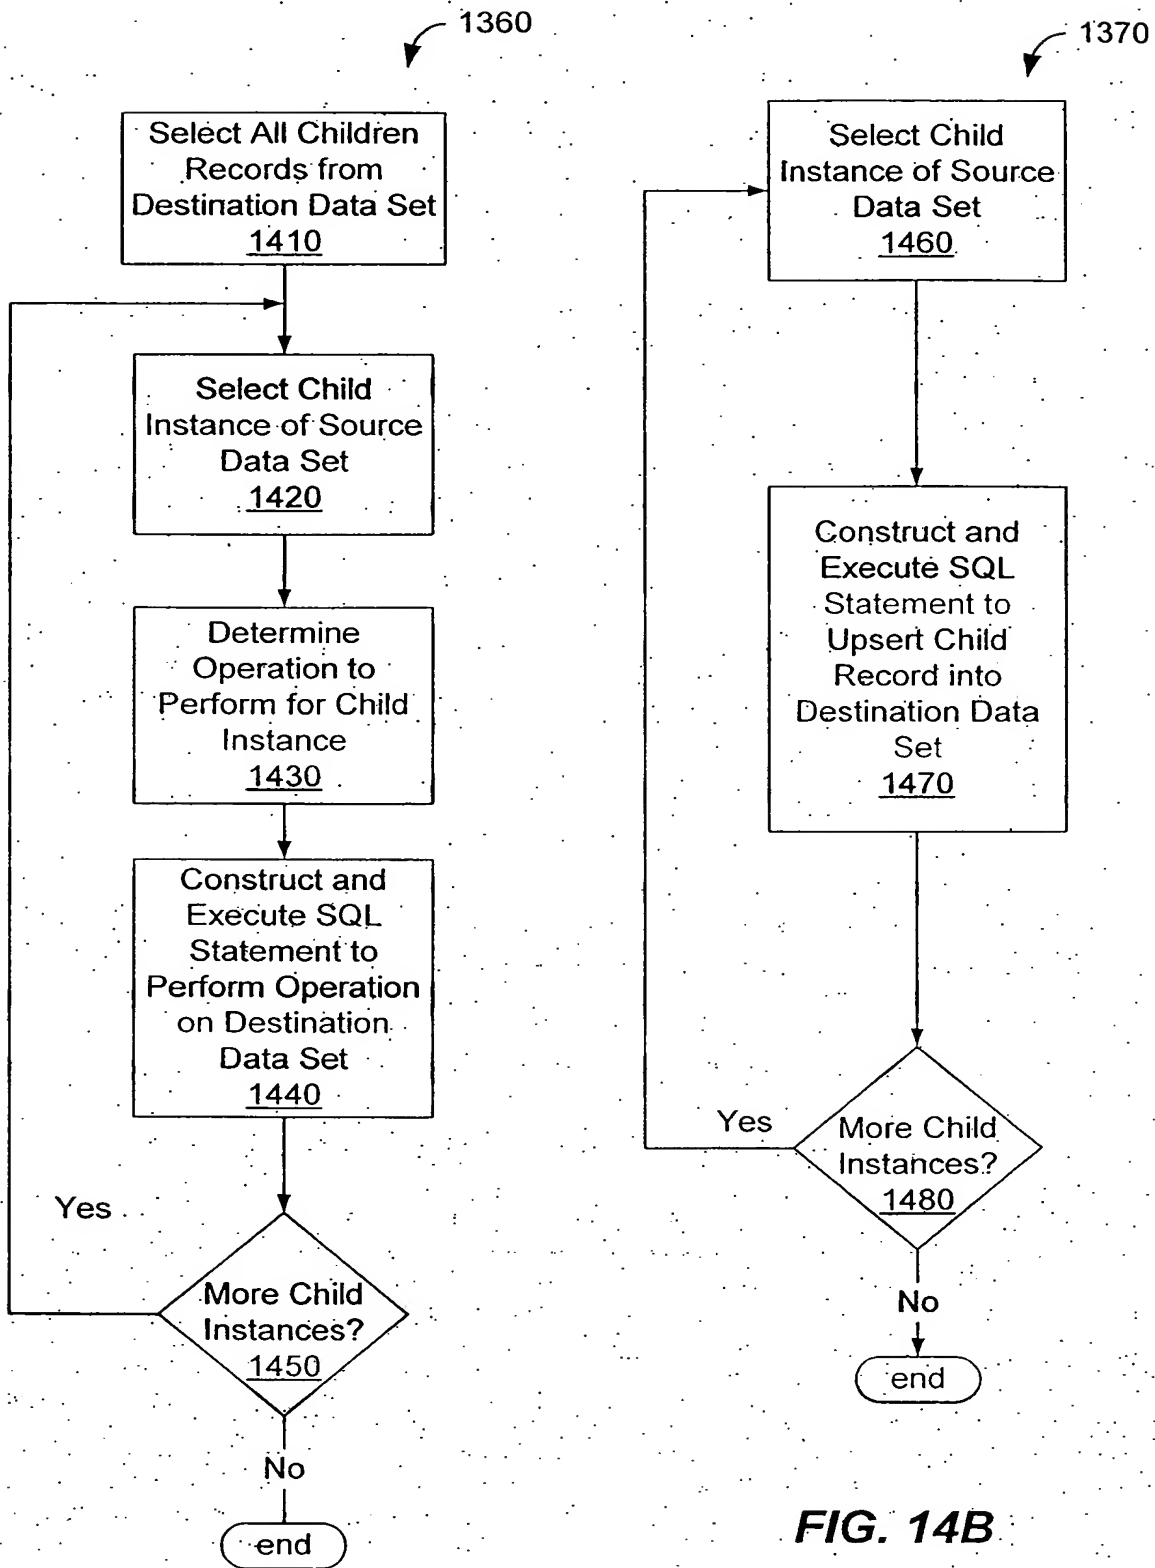 1360
Select All Children
Records from
Destination Data Set
1410
Select Child
Instance of Source
Data Set
1420
Determine
Operation to
Perform for Child
Instance
1430
Construct and
Execute SQL
Statement to
Perform Operation
on Destination
Data Set
1440
Yes
More Child
Instances?
1450
No
end
1370
Select Child
Instance of Source
Data Set
1460
Construct and
Execute SQL
Statement to
Upsert Child
Record into
Destination Data
Set
1470
Yes
More Child
Instances?
1480
No
end
FIG. 14B